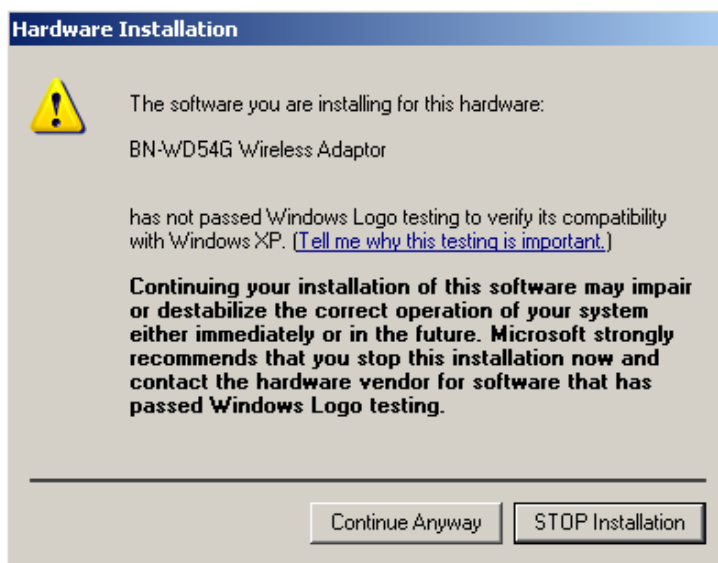 Hardware Installation
The software you are installing for this hardware:
BN-WD54G Wireless Adaptor
has not passed Windows Logo testing to verify its compatibility
with Windows XP. (Tell me why this testing is important.)
Continuing your installation of this software may impair
or destabilize the correct operation of your system
either immediately or in the future. Microsoft strongly
recommends that you stop this installation now and
contact the hardware vendor for software that has
passed Windows Logo testing.
Continue Anyway
STOP Installation